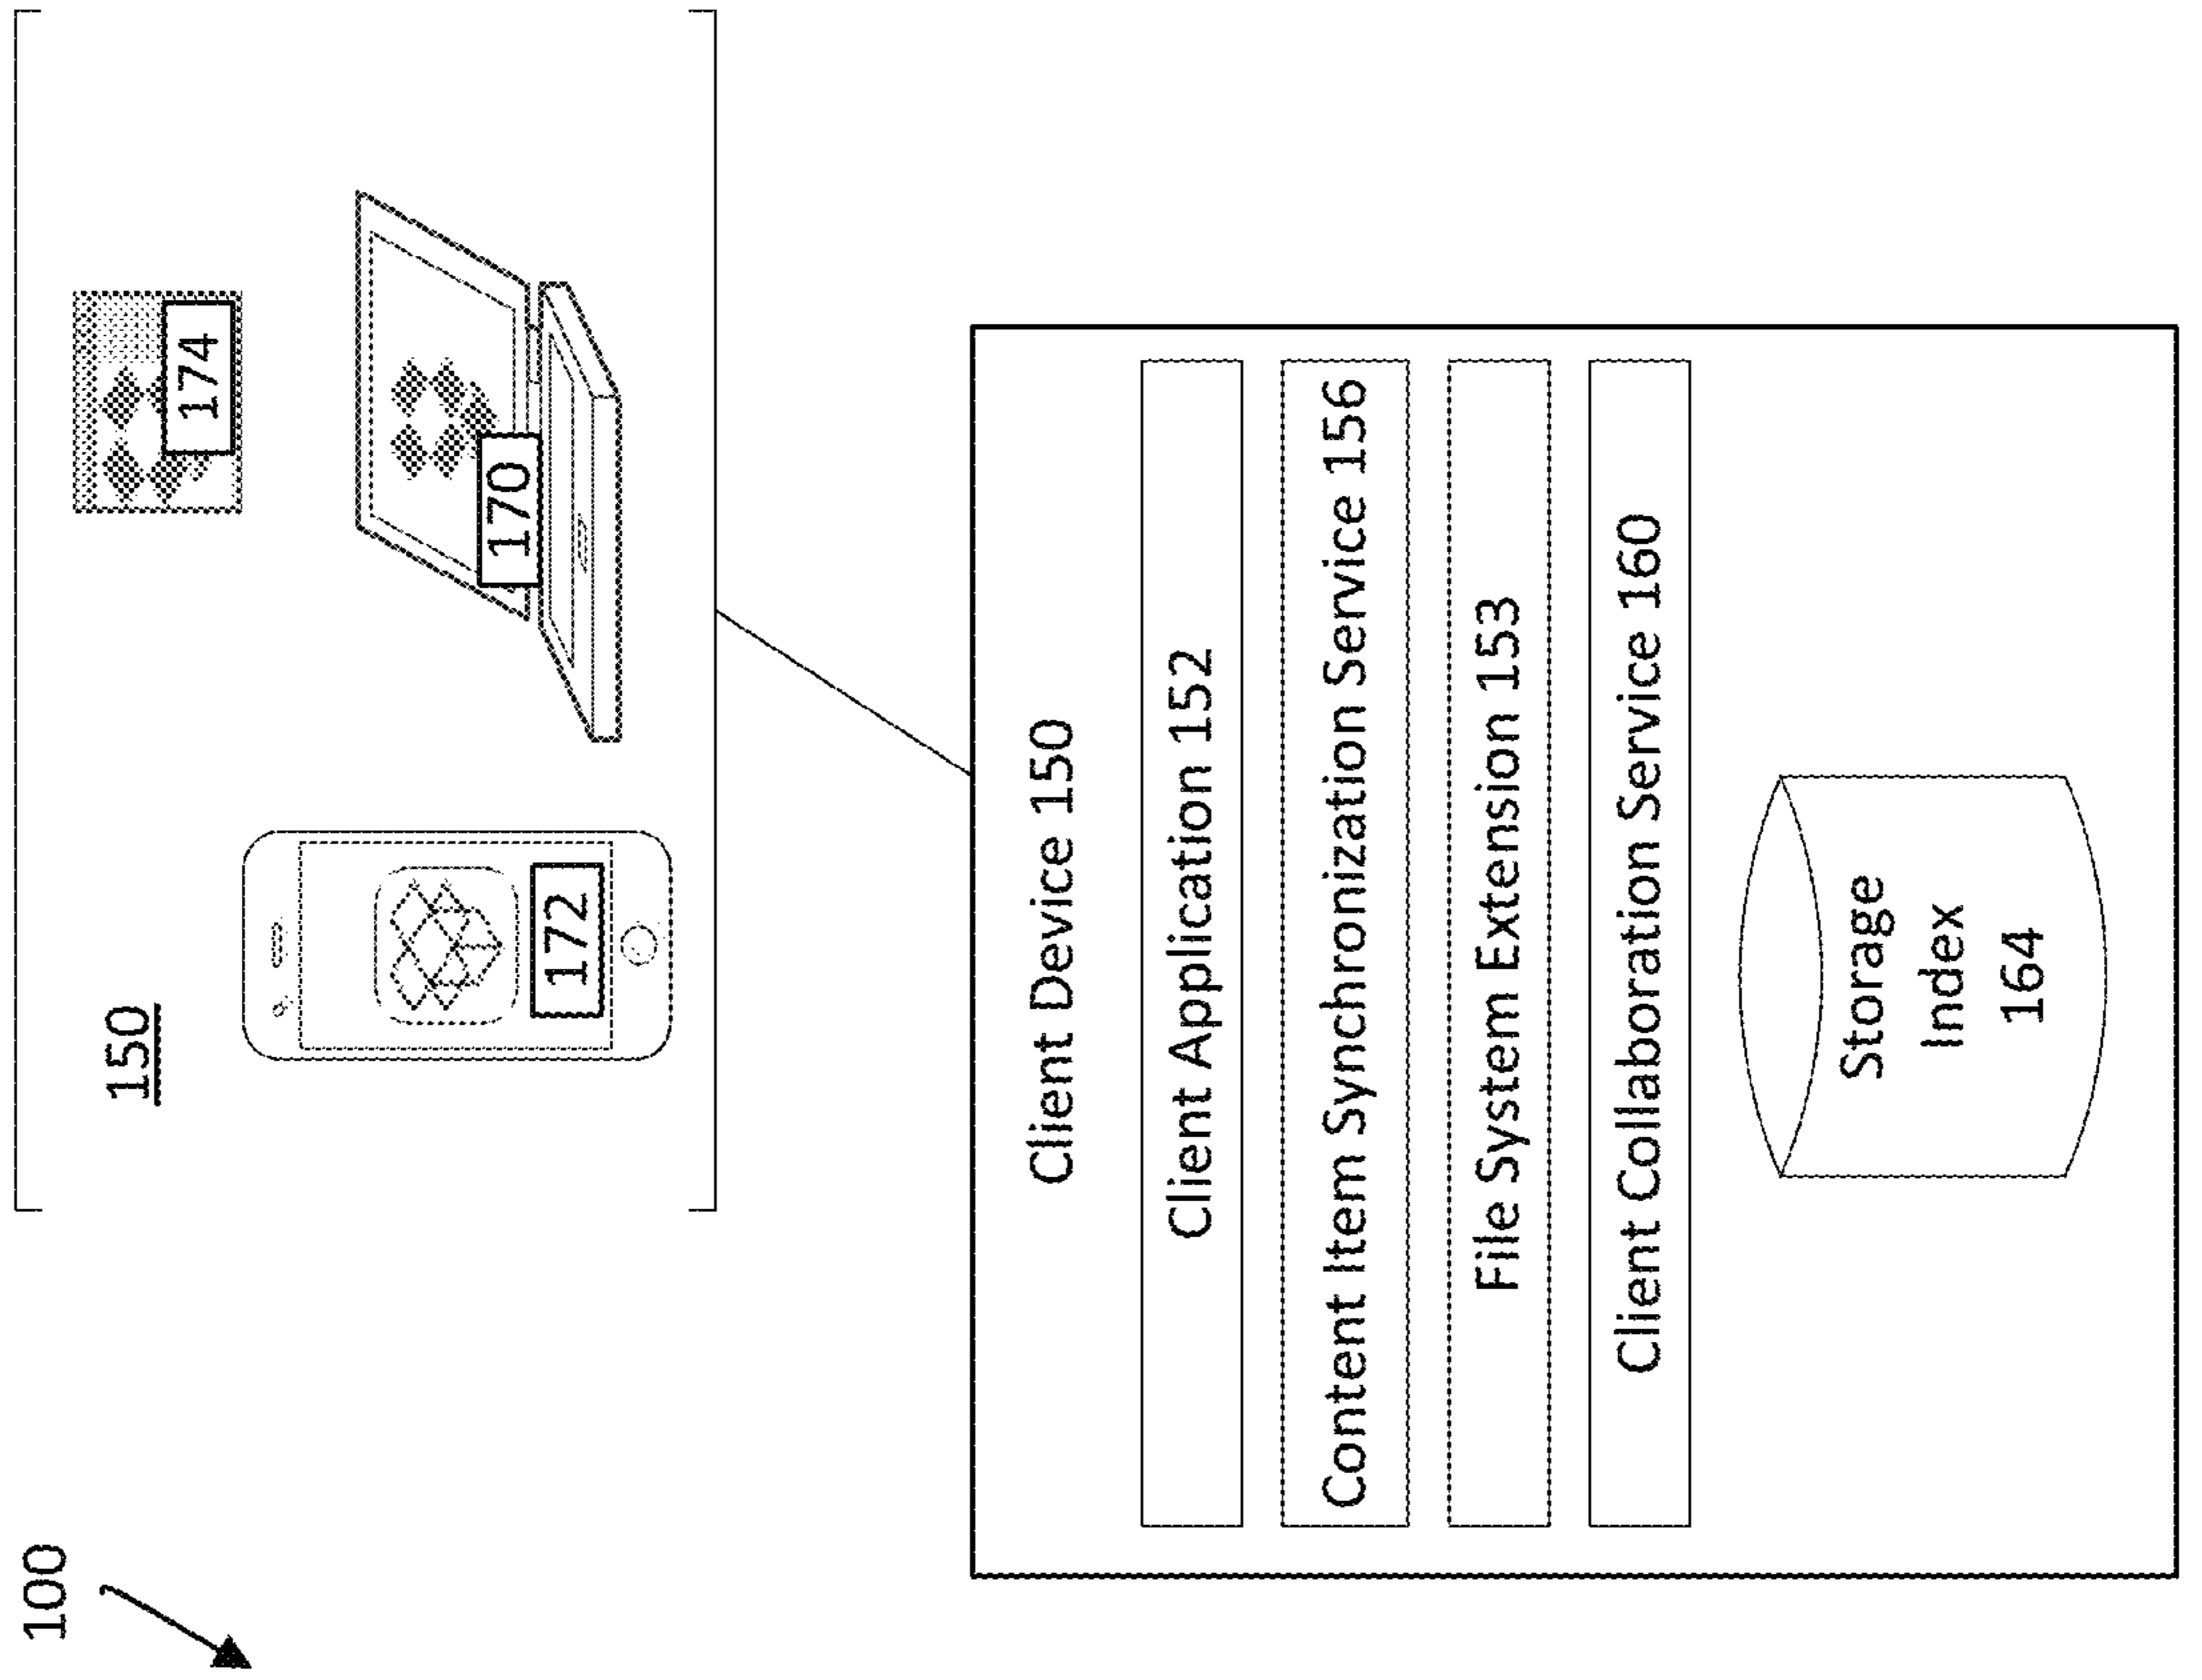 100
150
174
172
170
Client Device 150
Client Application 152
Content Item Synchronization Service 156
File System Extension 153
Client Collaboration Service 160
Storage
Index
164